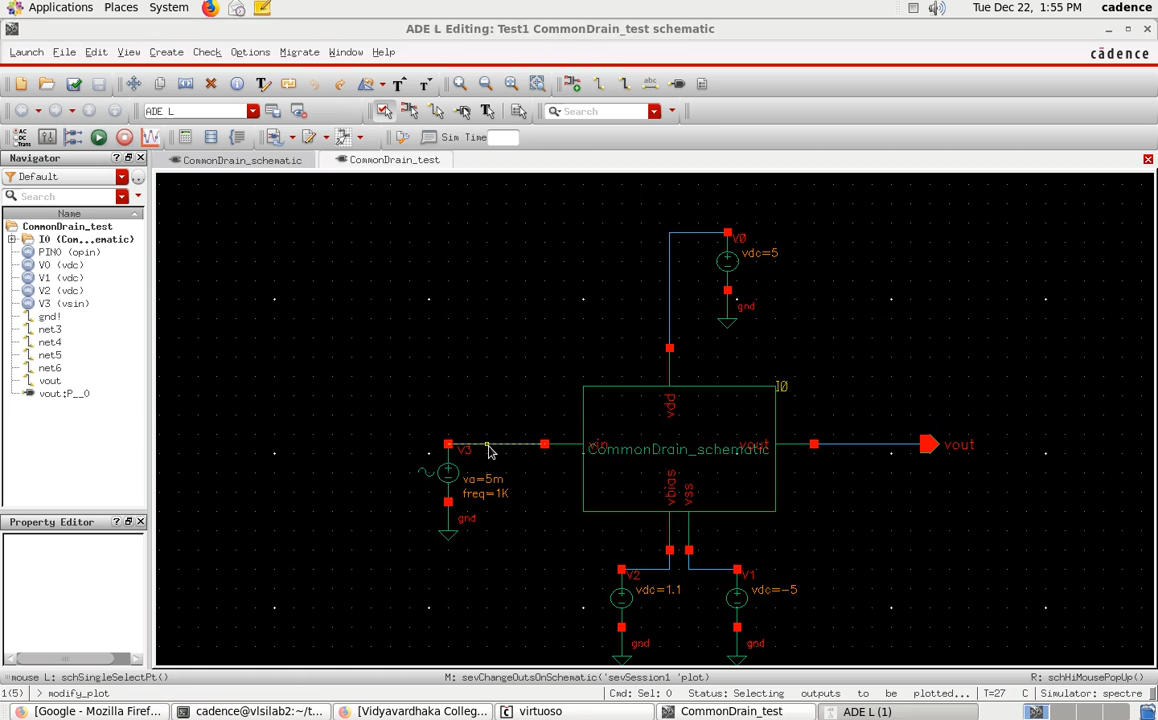 Applications Places System Tue Dec 22, 1:55 PM cadence
ADE L Editing: Test1 CommonDrain_test schematic
Launch File Edit View Create Check Options Migrate Window Help cādence
ADE L Search
AC DC Trans Sim Time
Navigator CommonDrain_schematic CommonDrain_test
Default
Search
Name
CommonDrain_test
I0 (Com...ematic)
PIN0 (opin)
V0 (vdc)
V1 (vdc)
V2 (vdc)
V3 (vsin)
gnd!
net3
net4
net5
net6
vout
vout:P__0
Property Editor
V0
vdc=5
gnd
I0
vdd
vin vout vout
CommonDrain_schematic
V3
va=5m
freq=1K
gnd
vbias vss
V2 V1
vdc=1.1 vdc=-5
gnd gnd
mouse L: schSingleSelectPt() M: sevChangeOutsOnSchematic('sevSession1 'plot) R: schHiMousePopUp()
1(5) > modify_plot Cmd: Sel: 0 Status: Selecting outputs to be plotted... T=27 C Simulator: spectre
[Google - Mozilla Firef... cadence@vlsilab2:~/t... [Vidyavardhaka Colleg... virtuoso CommonDrain_test ADE L (1)